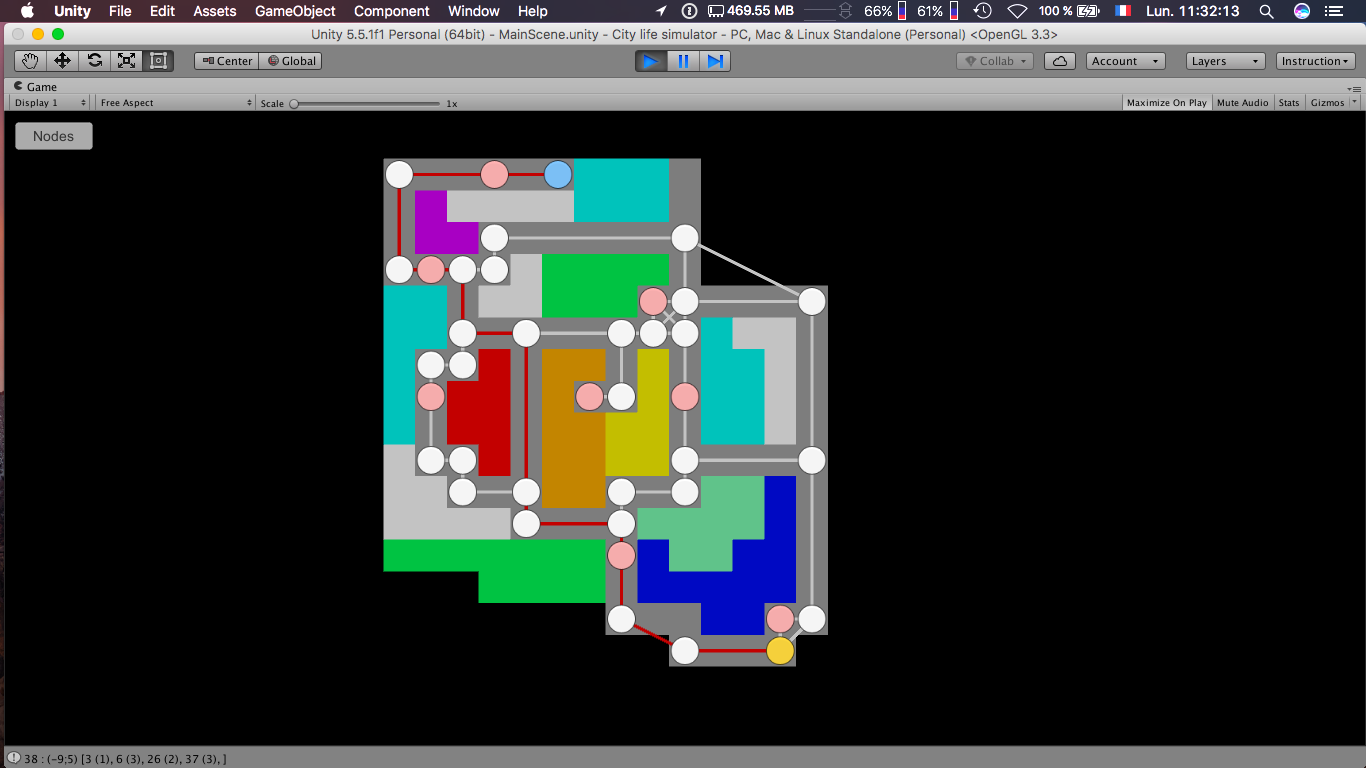 Unity File Edit Assets GameObject Component Window Help 469.55 MB 66% 61% 100 % Lun. 11:32:13
Unity 5.5.1f1 Personal (64bit) - MainScene.unity - City life simulator - PC, Mac & Linux Standalone (Personal) <OpenGL 3.3>
Center Global Collab Account Layers Instruction
Game
Display 1 Free Aspect Scale 1x Maximize On Play Mute Audio Stats Gizmos
Nodes
38 : (-9;5) [3 (1), 6 (3), 26 (2), 37 (3), ]